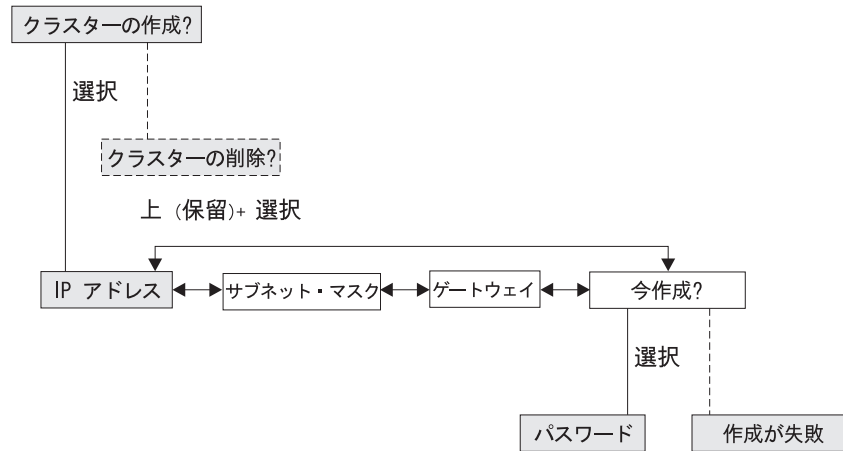 クラスターの作成?
選択
クラスターの削除?
上 (保留)+ 選択
IP アドレス
サブネット・マスク
ゲートウェイ
今作成?
選択
パスワード
作成が失敗